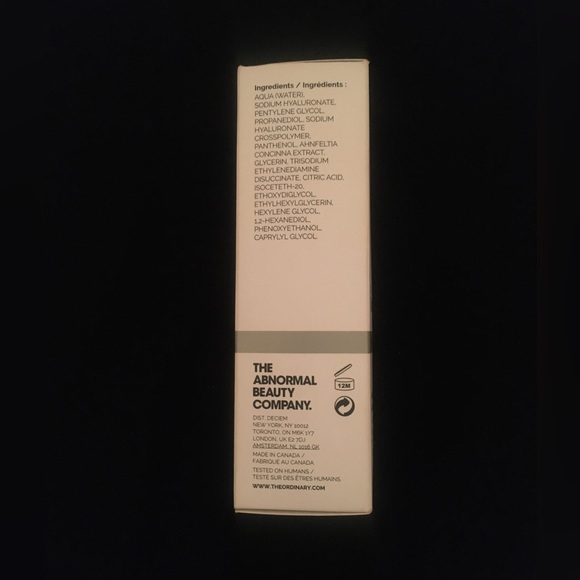 Ingredients / Ingrédients :
AQUA (WATER),
SODIUM HYALURONATE,
PENTYLENE GLYCOL,
PROPANEDIOL, SODIUM
HYALURONATE
CROSSPOLYMER,
PANTHENOL, AHNFELTIA
CONCINNA EXTRACT,
GLYCERIN, TRISODIUM
ETHYLENEDIAMINE
DISUCCINATE, CITRIC ACID,
ISOCETETH-20,
ETHOXYDIGLYCOL,
ETHYLHEXYLGLYCERIN,
HEXYLENE GLYCOL,
1,2-HEXANEDIOL,
PHENOXYETHANOL,
CAPRYLYL GLYCOL.
THE
ABNORMAL
BEAUTY
COMPANY.
12M
DIST. DECIEM
NEW YORK, NY 10012
TORONTO, ON M6K 1Y7
LONDON, UK E2 7DJ
AMSTERDAM, NL 1016 GK
MADE IN CANADA /
FABRIQUÉ AU CANADA
TESTED ON HUMANS /
TESTÉ SUR DES ÊTRES HUMAINS
WWW.THEORDINARY.COM